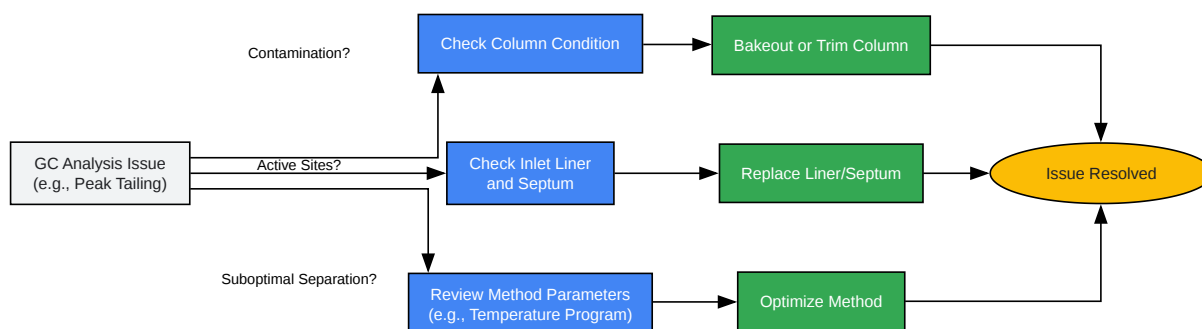 Contamination?
Check Column Condition
Bakeout or Trim Column
GC Analysis Issue
(e.g., Peak Tailing)
Active Sites?
Check Inlet Liner
and Septum
Replace Liner/Septum
Issue Resolved
Suboptimal Separation?
Review Method Parameters
(e.g., Temperature Program)
Optimize Method